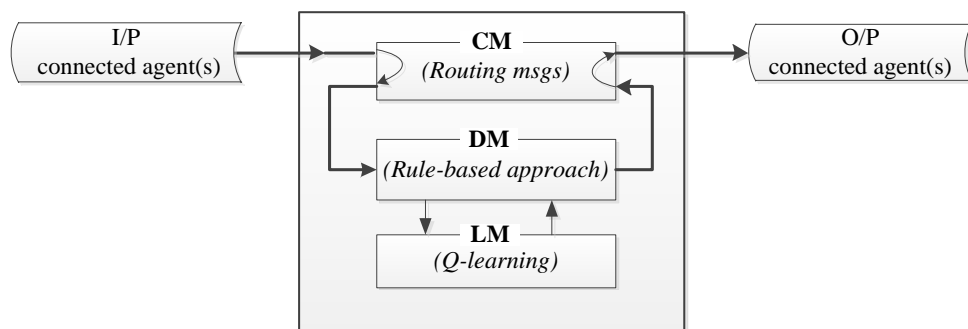 I/P
connected agent(s)
CM
(Routing msgs)
O/P
connected agent(s)
DM
(Rule-based approach)
LM
(Q-learning)